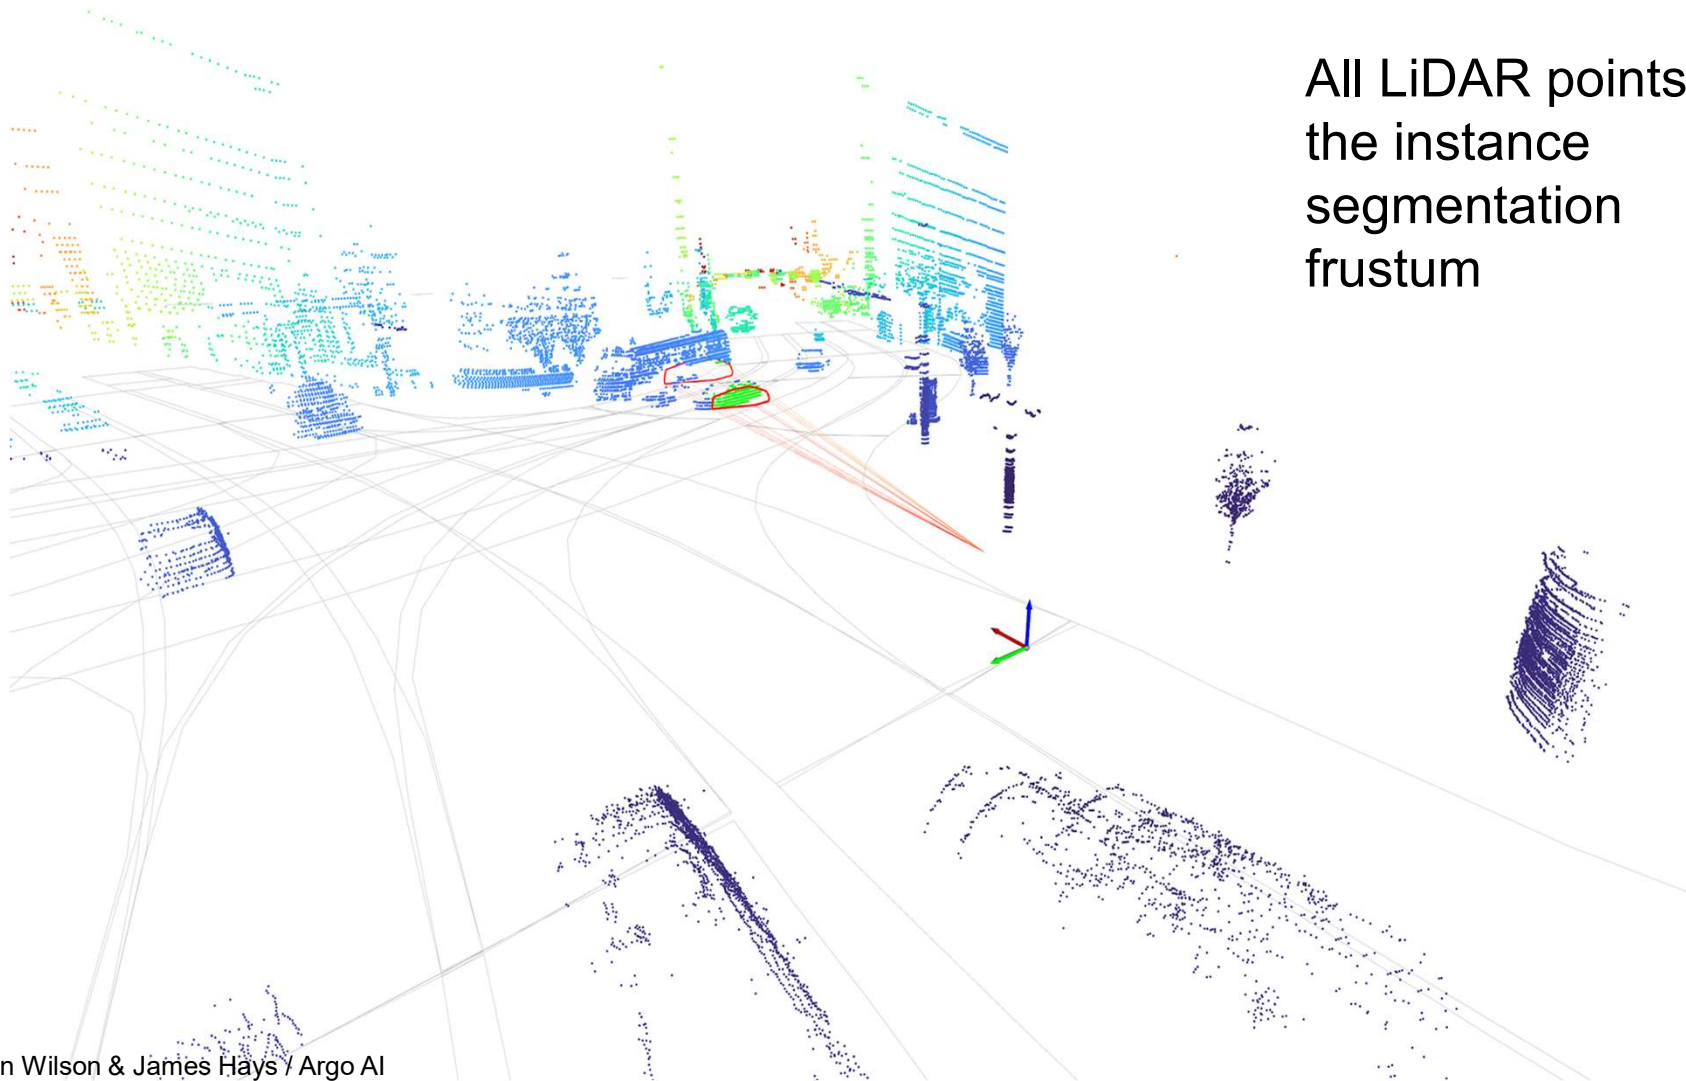 All LiDAR points
the instance
segmentation
frustum
n Wilson & James Hays / Argo AI